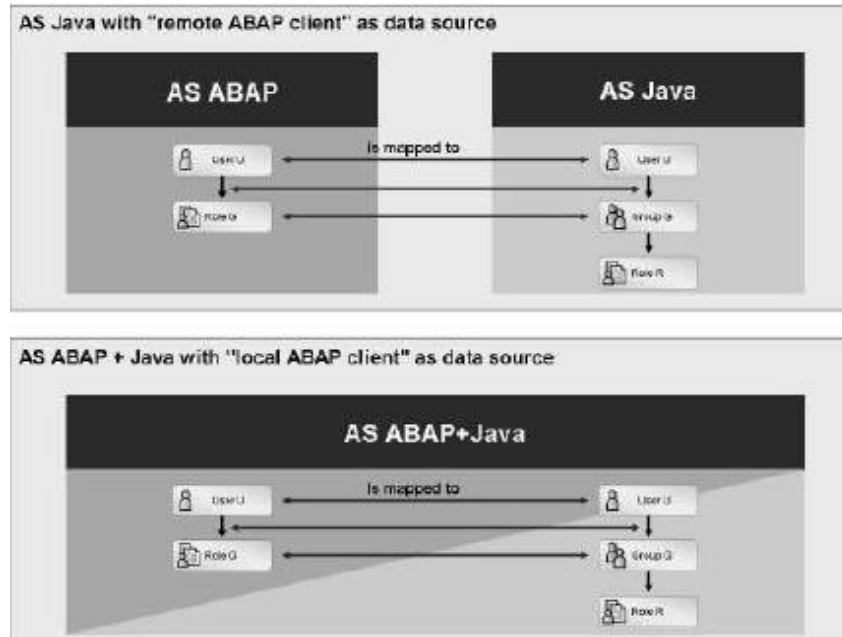 AS Java with "remote ABAP client" as data source
AS ABAP
AS Java
is mapped to
User U
User U
Role G
Group G
Role R
AS ABAP + Java with "local ABAP client" as data source
AS ABAP+Java
Is mapped to
User U
User U
Role G
Group G
Role R